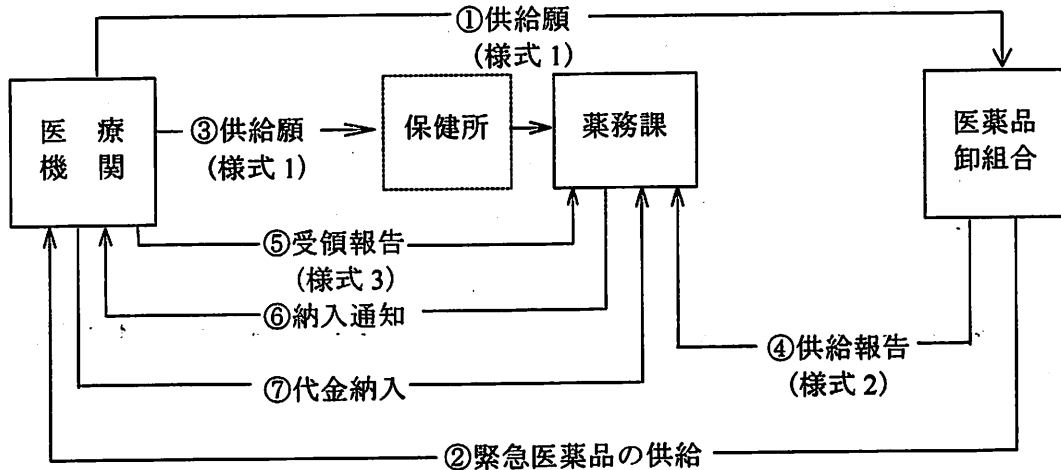 ①供給願
(様式1)
医 療
機 関
③供給願
(様式1)
保健所
薬務課
医薬品
卸組合
⑤受領報告
(様式3)
⑥納入通知
④供給報告
(様式2)
⑦代金納入
②緊急医薬品の供給